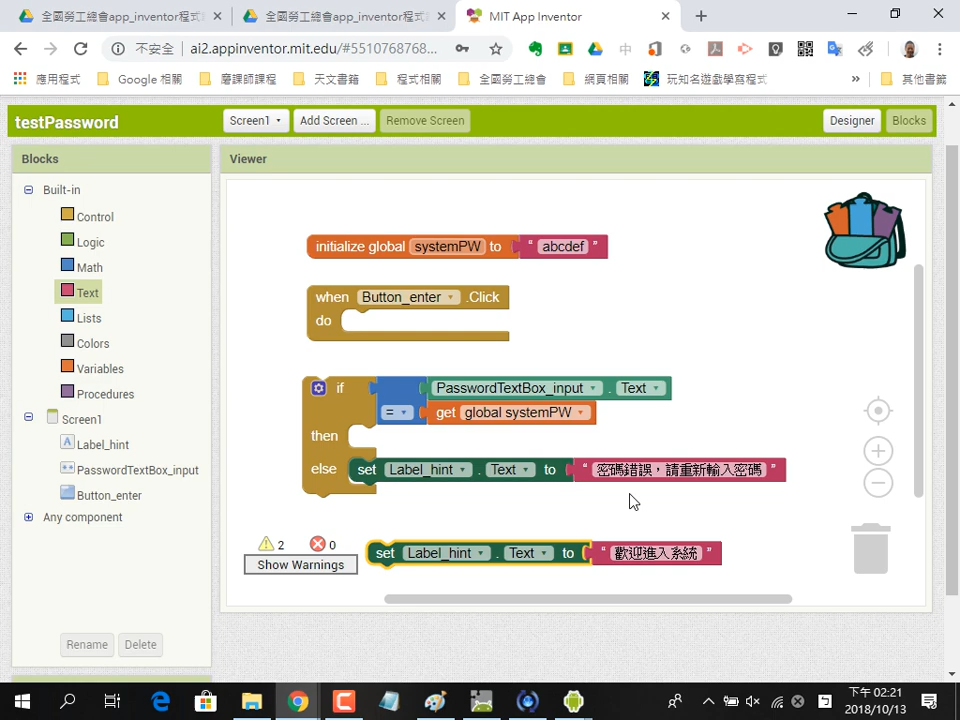 全國勞工總會app_inventor程式
全國勞工總會app_inventor程式
MIT App Inventor
不安全
ai2.appinventor.mit.edu/#5510768768...
應用程式
Google 相關
磨課師課程
天文書籍
程式相關
全國勞工總會
網頁相關
玩知名遊戲學寫程式
»
其他書籤
testPassword
Screen1
Add Screen ...
Remove Screen
Designer
Blocks
Blocks
Viewer
Built-in
Control
Logic
Math
Text
Lists
Colors
Variables
Procedures
Screen1
Label_hint
PasswordTextBox_input
Button_enter
Any component
Rename
Delete
initialize global systemPW to " abcdef "
when Button_enter .Click
do
if PasswordTextBox_input . Text
= get global systemPW
then
else set Label_hint . Text to " 密碼錯誤，請重新輸入密碼 "
set Label_hint . Text to " 歡迎進入系統 "
2 0
Show Warnings
下午 02:21
2018/10/13